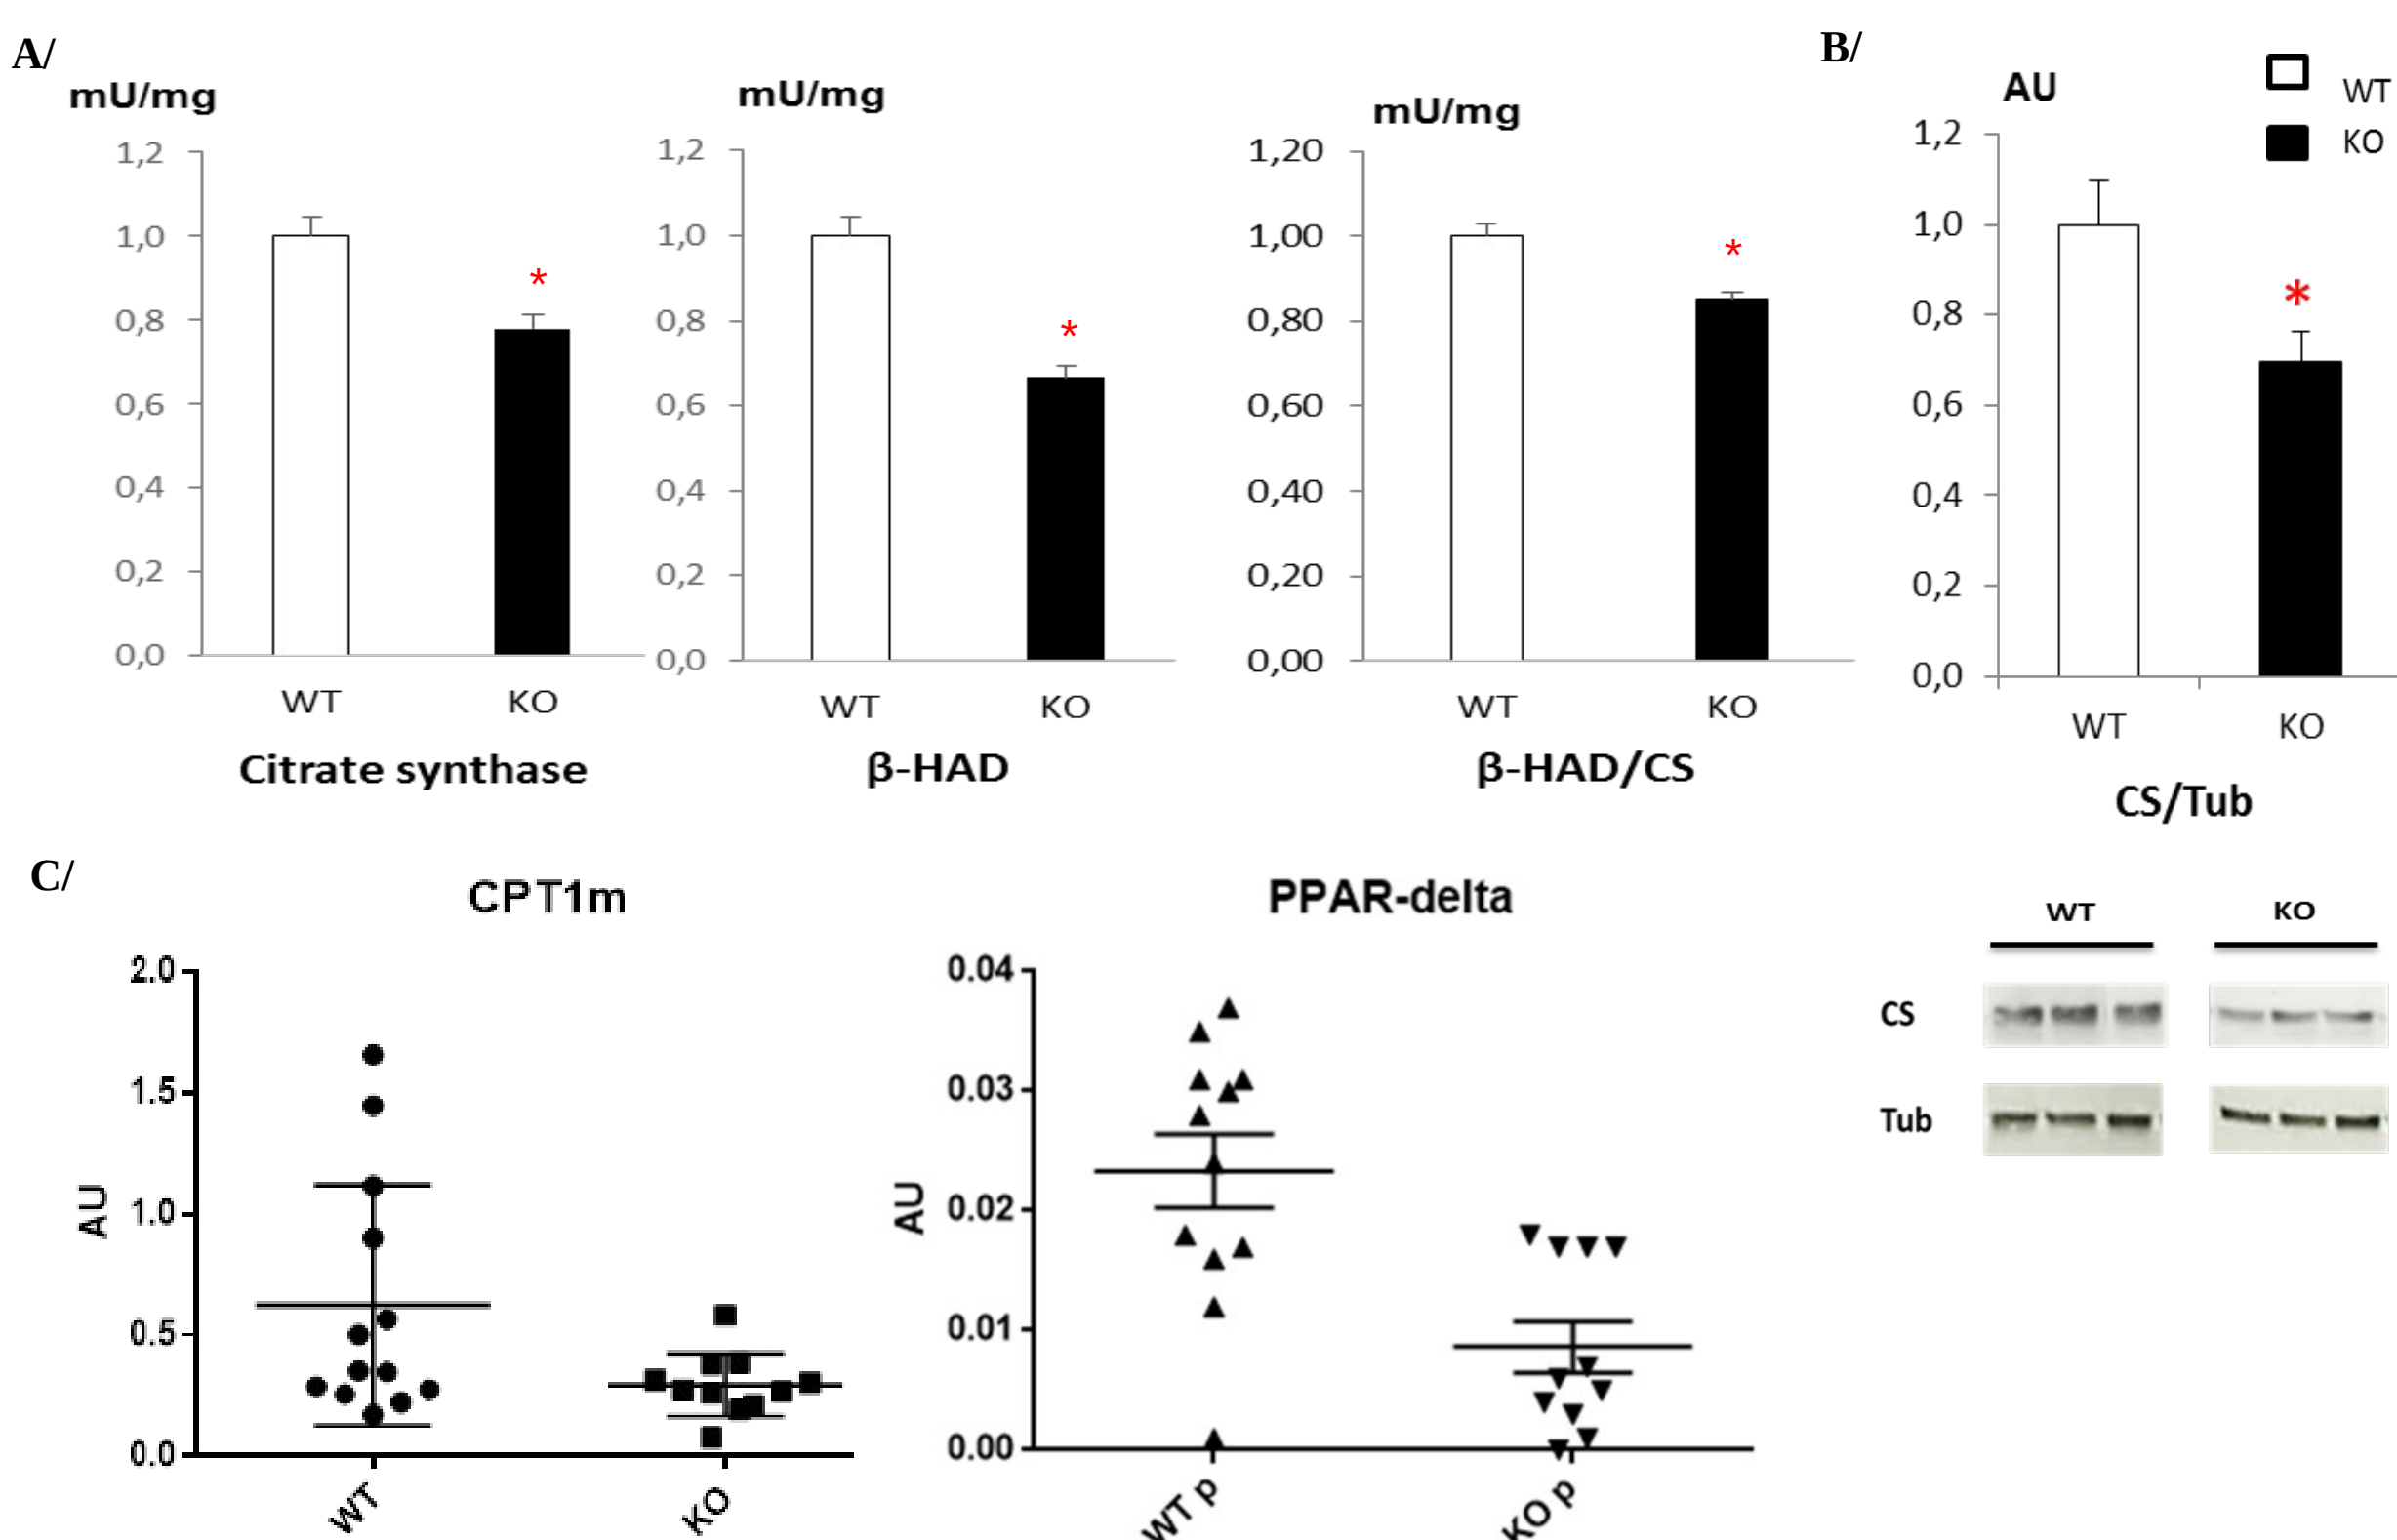 A/
mU/mg
1,2
1,0
0,8
0,6
0,4
0,2
0,0
*
WT KO
Citrate synthase
mU/mg
1,2
1,0
0,8
0,6
0,4
0,2
0,0
*
WT KO
β-HAD
mU/mg
1,20
1,00
0,80
0,60
0,40
0,20
0,00
*
WT KO
β-HAD/CS
B/
AU
WT
KO
1,2
1,0
0,8
0,6
0,4
0,2
0,0
*
WT KO
CS/Tub
C/
CPT1m
2.0
1.5
1.0
0.5
0.0
AU
WT KO
PPAR-delta
0.04
0.03
0.02
0.01
0.00
AU
WT p KO p
WT KO
CS
Tub